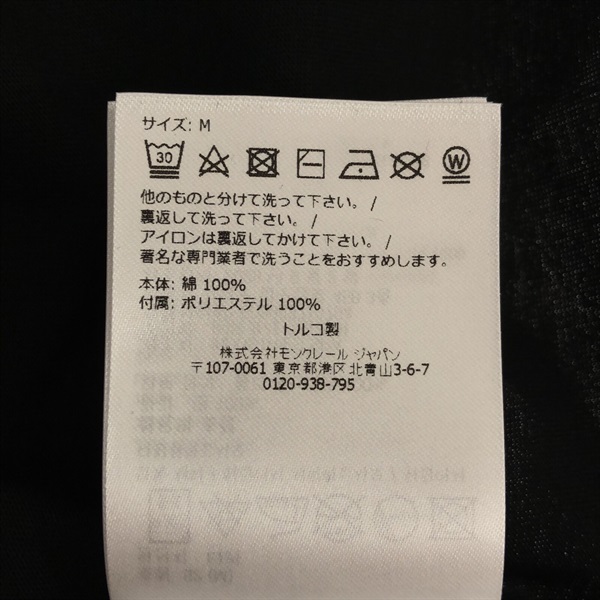 サイズ: M
30 W
他のものと分けて洗って下さい。/
裏返して洗って下さい。/
アイロンは裏返してかけて下さい。/
著名な専門業者で洗うことをおすすめします。
本体: 綿 100%
付属: ポリエステル 100%
トルコ製
株式会社モンクレール ジャパン
〒107-0061 東京都港区北青山3-6-7
0120-938-795